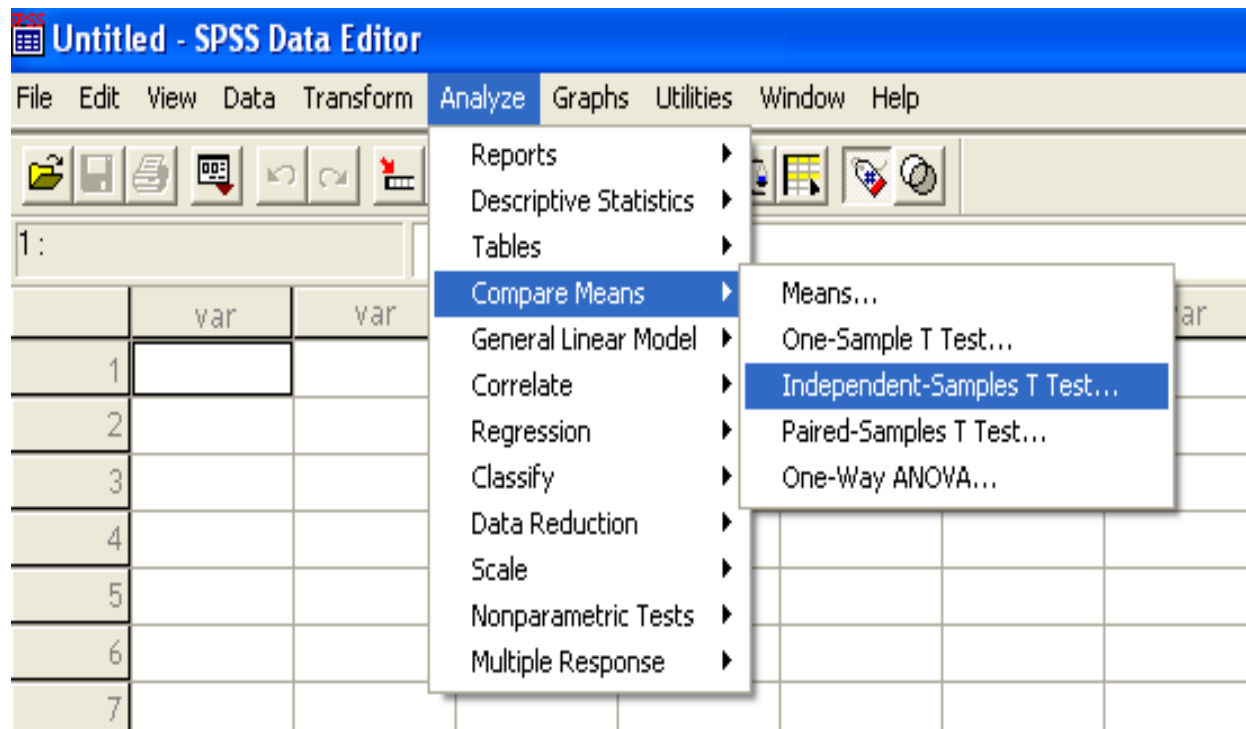 SPSS
Untitled - SPSS Data Editor
File Edit View Data Transform Analyze Graphs Utilities Window Help
1 :
var var ar
Reports
Descriptive Statistics
Tables
Compare Means
General Linear Model
Correlate
Regression
Classify
Data Reduction
Scale
Nonparametric Tests
Multiple Response
Means...
One-Sample T Test...
Independent-Samples T Test...
Paired-Samples T Test...
One-Way ANOVA...
1
2
3
4
5
6
7